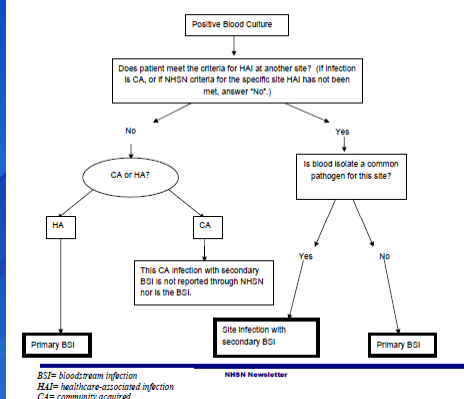 Positive Blood Culture
Does patient meet the criteria for HAI at another site? (If infection
is CA, or if NHSN criteria for the specific site HAI has not been
met, answer "No".)
No
Yes
CA or HA?
Is blood isolate a common
pathogen for this site?
HA
CA
This CA infection with secondary
BSI is not reported through NHSN
nor is the BSI.
Yes
No
Primary BSI
Site infection with
secondary BSI
Primary BSI
NHSN Newsletter
BSI= bloodstream infection
HAI= healthcare-associated infection
CA= community acquired